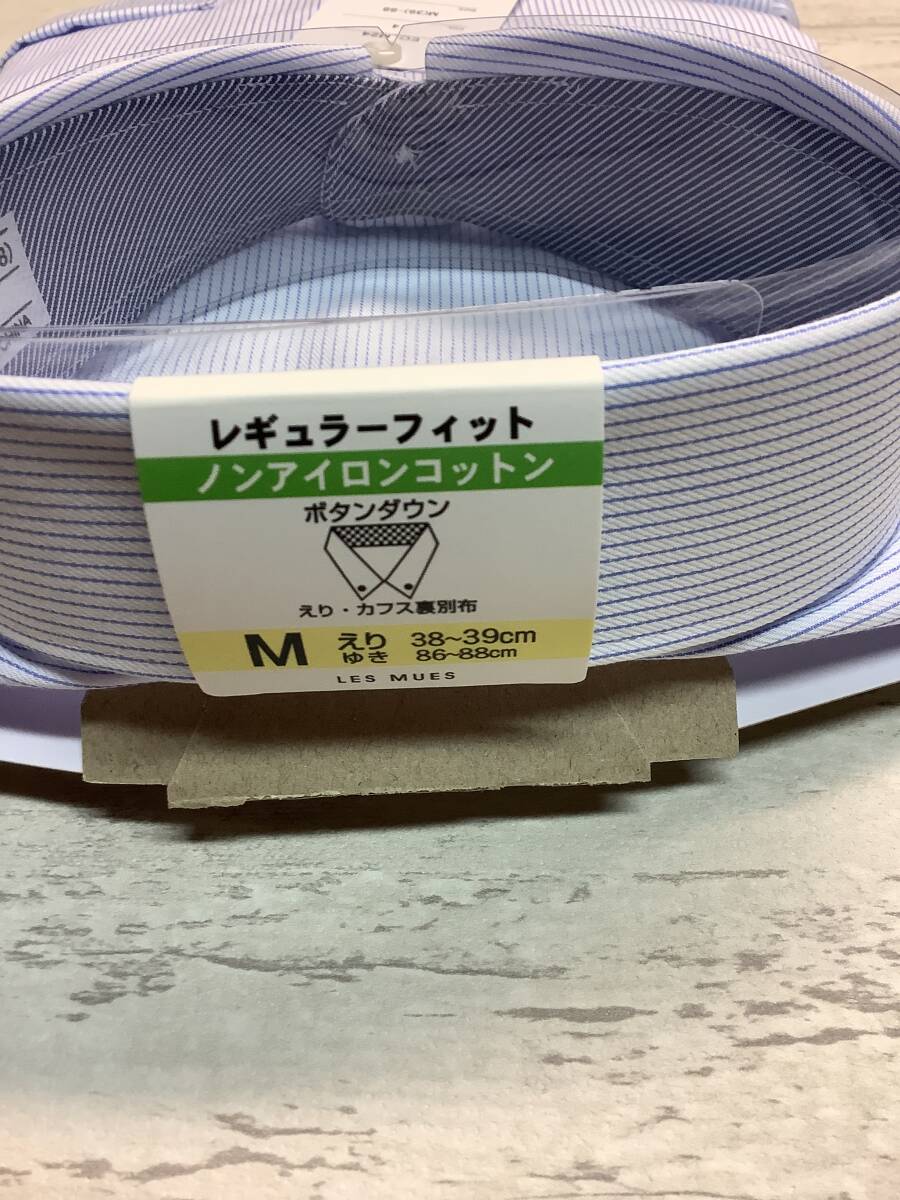 M(39)-88
レギュラーフィット
ノンアイロンコットン
ボタンダウン
えり・カフス裏別布
M えり 38~39cm
ゆき 86~88cm
LES MUES